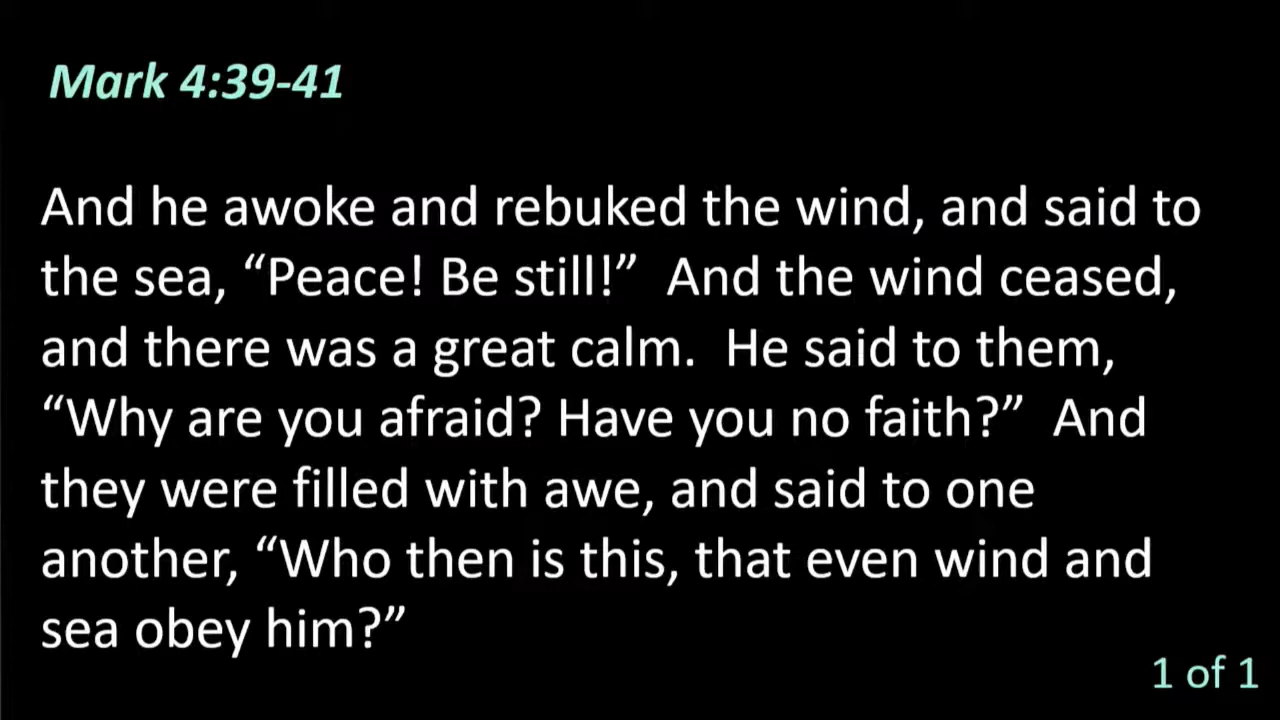 Mark 4:39-41
And he awoke and rebuked the wind, and said to
the sea, “Peace! Be still!”  And the wind ceased,
and there was a great calm.  He said to them,
“Why are you afraid? Have you no faith?”  And
they were filled with awe, and said to one
another, “Who then is this, that even wind and
sea obey him?”
1 of 1